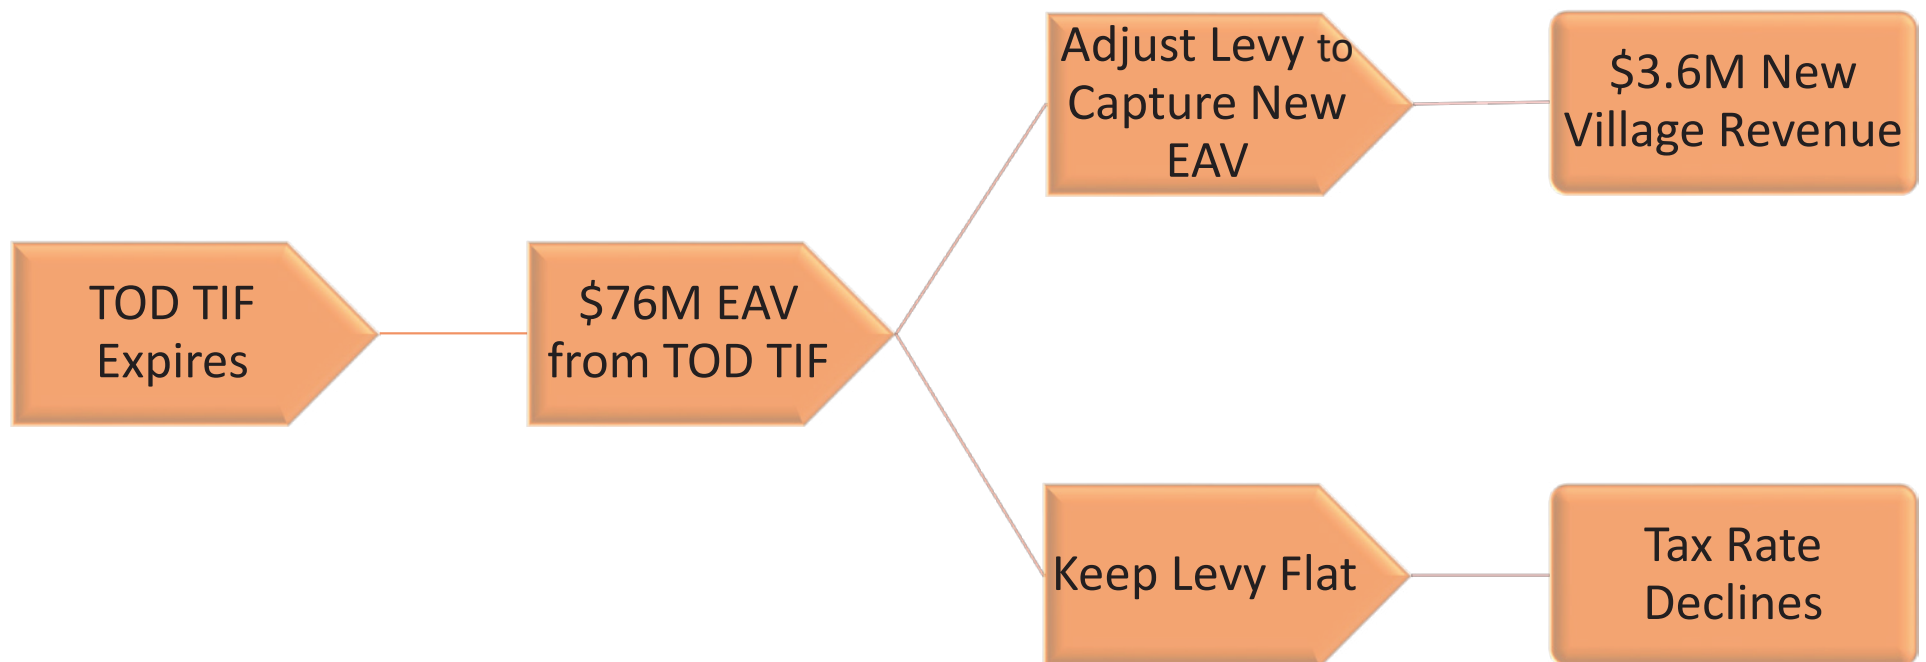 TOD TIF
Expires
$76M EAV
from TOD TIF
Adjust Levy to
Capture New
EAV
$3.6M New
Village Revenue
Keep Levy Flat
Tax Rate
Declines